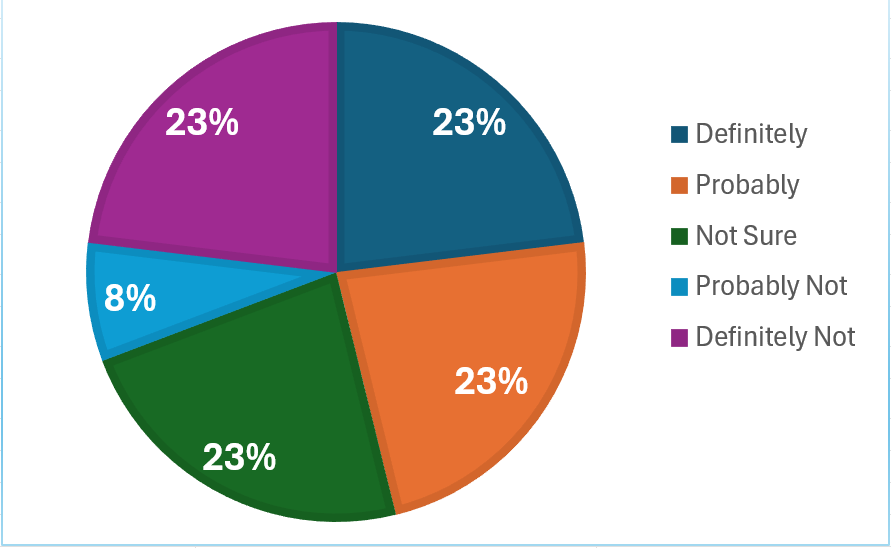 23%
23%
8%
23%
23%
Definitely
Probably
Not Sure
Probably Not
Definitely Not